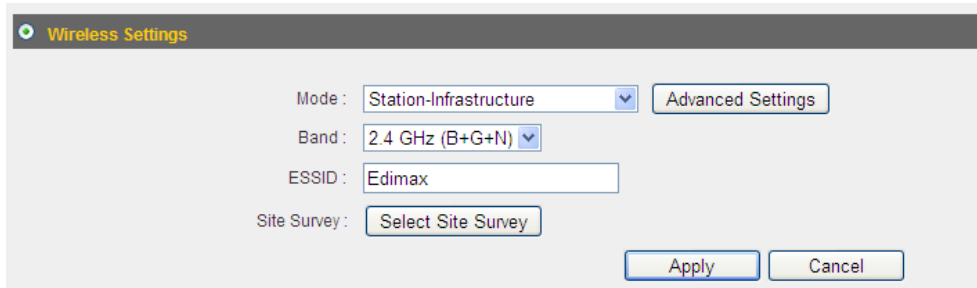 Wireless Settings
Mode : Station-Infrastructure Advanced Settings
Band : 2.4 GHz (B+G+N)
ESSID : Edimax
Site Survey : Select Site Survey
Apply Cancel